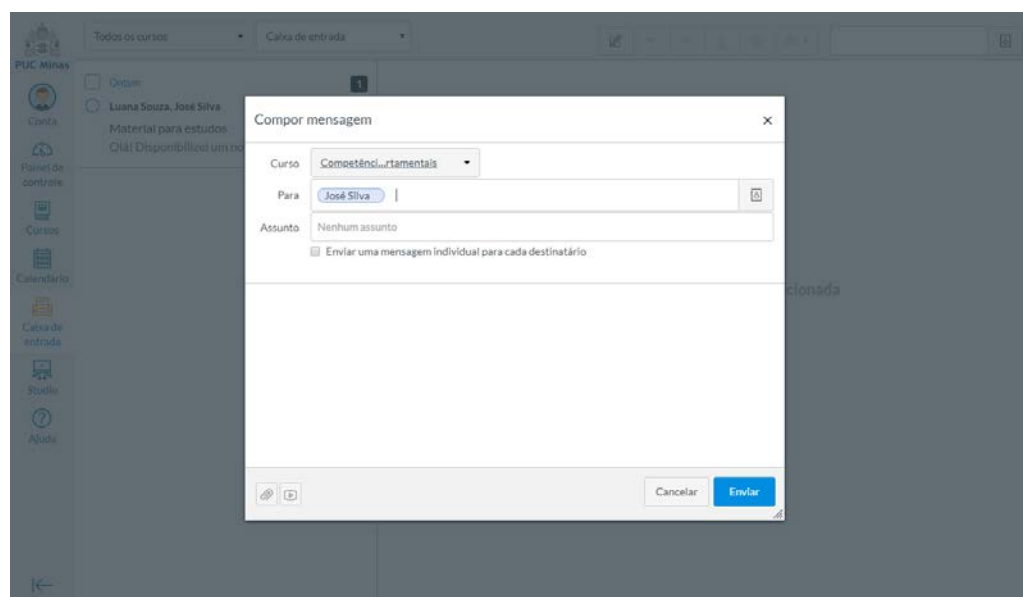 PUC Minas
Conta
Painel de
controle
Cursos
Calendário
Caixa de
entrada
Studio
Ajuda
Todos os cursos
Caixa de entrada
Ontem
1
Luana Souza, José Silva
Material para estudos
Olá! Disponibilizei um no
cionada
Compor mensagem
×
Curso
Competênci...rtamentais
Para
José Silva
Assunto
Nenhum assunto
Enviar uma mensagem individual para cada destinatário
Cancelar
Enviar